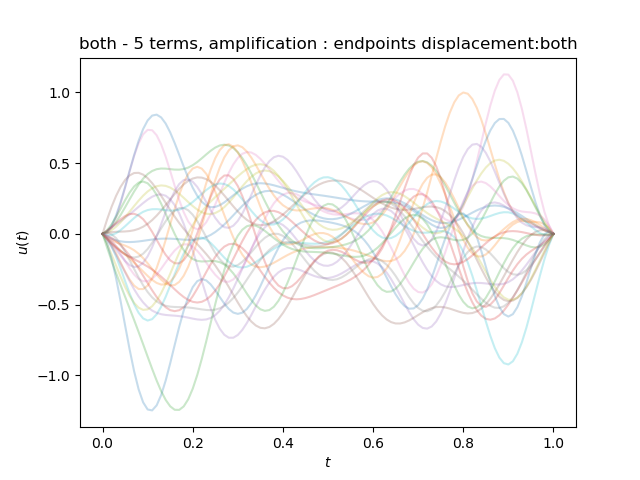 both - 5 terms, amplification : endpoints displacement:both
1.0
0.5
0.0
−0.5
−1.0
u(t)
0.0 0.2 0.4 0.6 0.8 1.0
t